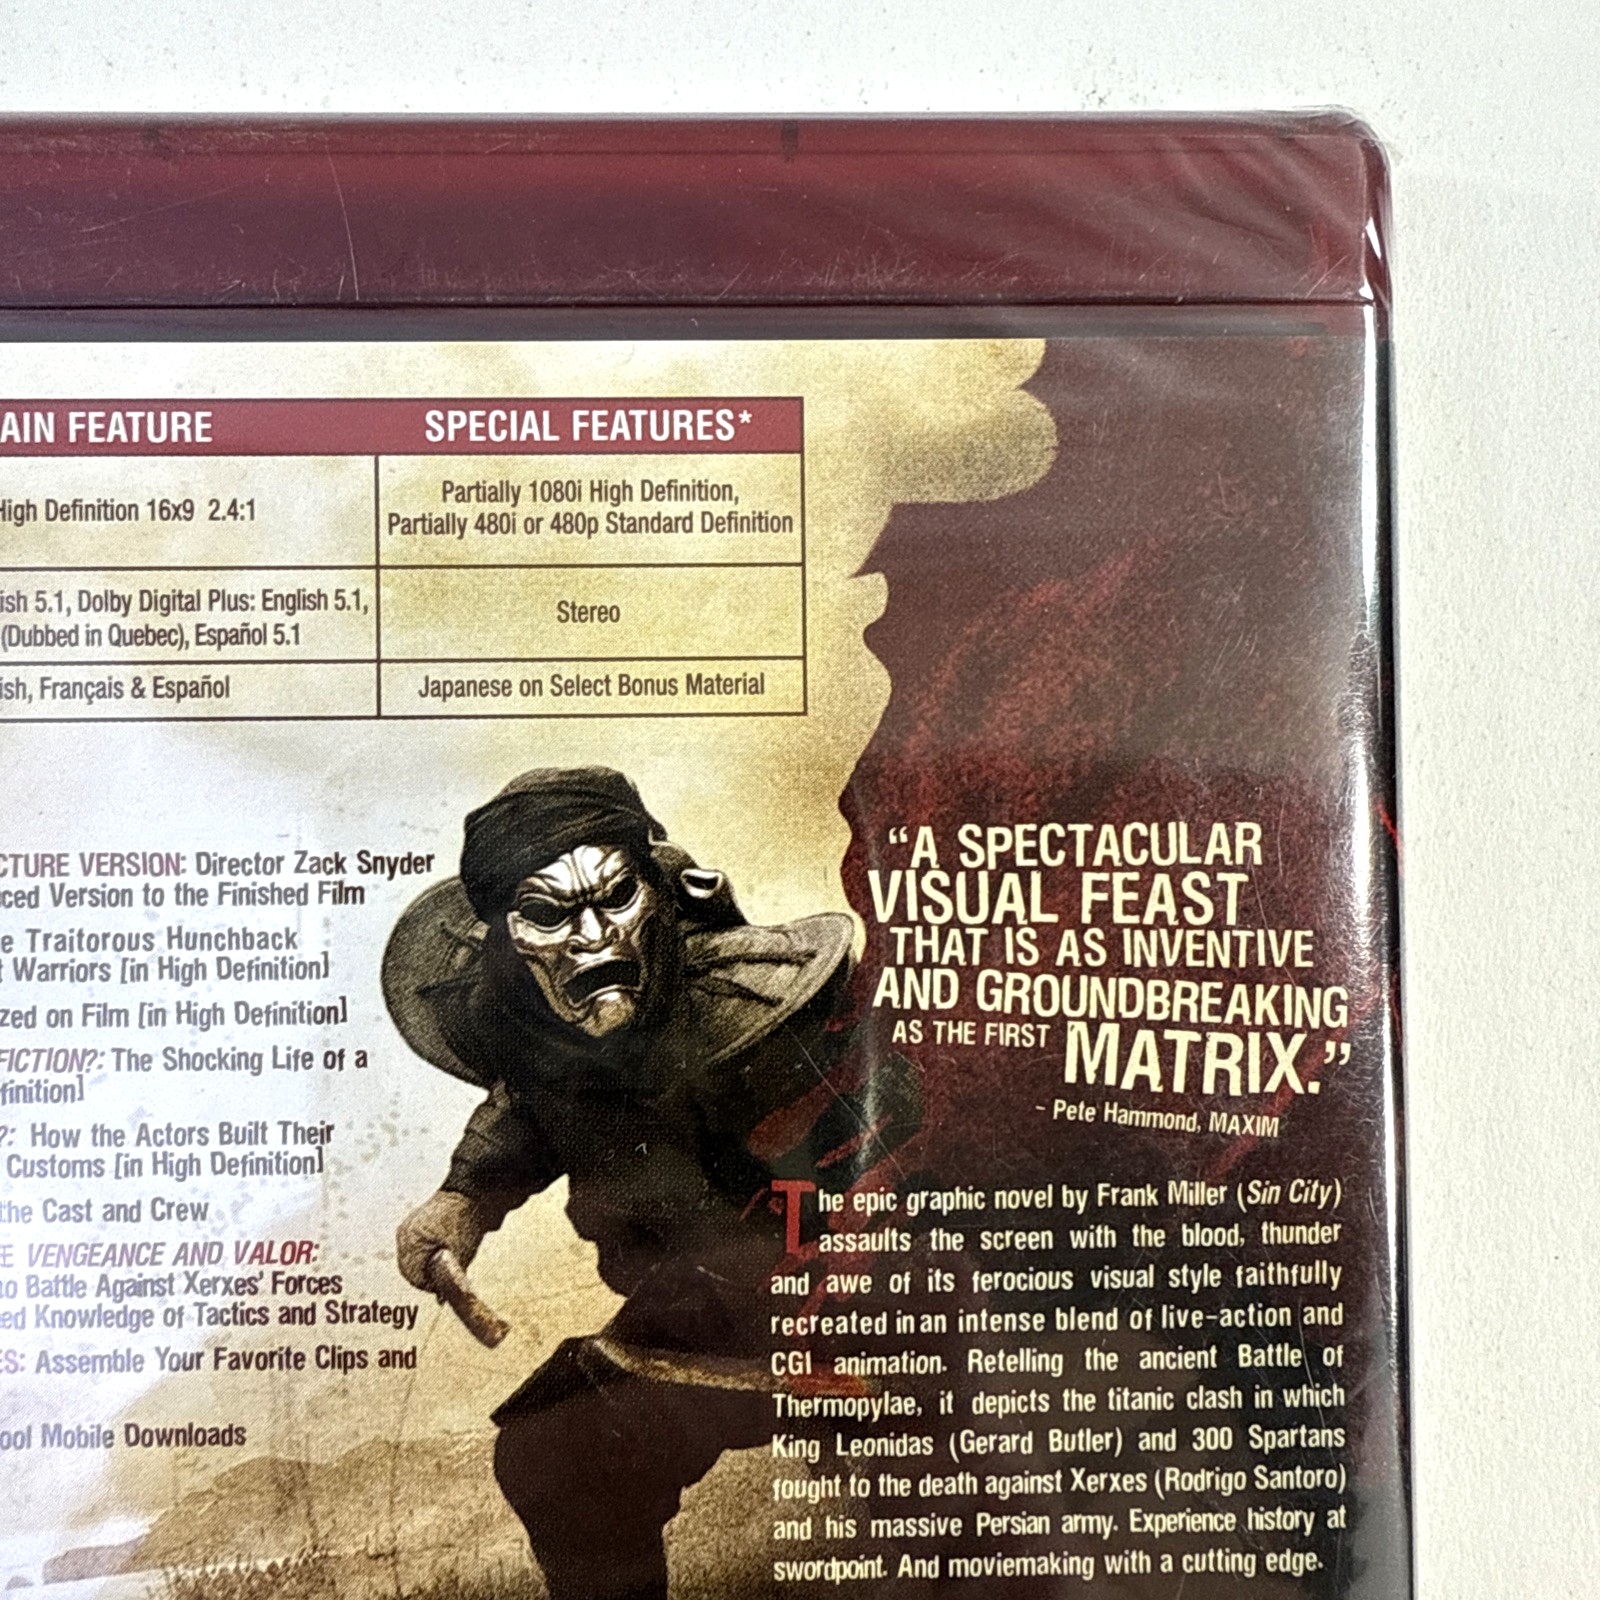 AIN FEATURE SPECIAL FEATURES*
High Definition 16x9 2.4:1
Partially 1080i High Definition,
Partially 480i or 480p Standard Definition
ish 5.1, Dolby Digital Plus: English 5.1,
(Dubbed in Quebec), Español 5.1
Stereo
ish, Français & Español
Japanese on Select Bonus Material
CTURE VERSION: Director Zack Snyder
ced Version to the Finished Film
e Traitorous Hunchback
t Warriors [in High Definition]
zed on Film [in High Definition]
FICTION?: The Shocking Life of a
finition]
?: How the Actors Built Their
Customs [in High Definition]
the Cast and Crew
E VENGEANCE AND VALOR:
to Battle Against Xerxes' Forces
ed Knowledge of Tactics and Strategy
ES: Assemble Your Favorite Clips and
ool Mobile Downloads
“A SPECTACULAR
VISUAL FEAST
THAT IS AS INVENTIVE
AND GROUNDBREAKING
AS THE FIRST MATRIX.”
- Pete Hammond, MAXIM
The epic graphic novel by Frank Miller (Sin City)
assaults the screen with the blood, thunder
and awe of its ferocious visual style faithfully
recreated in an intense blend of live-action and
CGI animation. Retelling the ancient Battle of
Thermopylae, it depicts the titanic clash in which
King Leonidas (Gerard Butler) and 300 Spartans
fought to the death against Xerxes (Rodrigo Santoro)
and his massive Persian army. Experience history at
swordpoint. And moviemaking with a cutting edge.